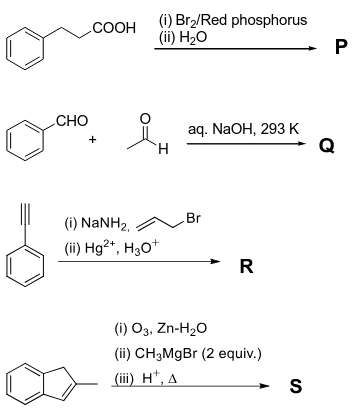 COOH
(i) Br₂/Red phosphorus
(ii) H₂O
P
CHO
+
O
H
aq. NaOH, 293 K
Q
(i) NaNH₂, Br
(ii) Hg²⁺, H₃O⁺
R
(i) O₃, Zn-H₂O
(ii) CH₃MgBr (2 equiv.)
(iii) H⁺, Δ
S